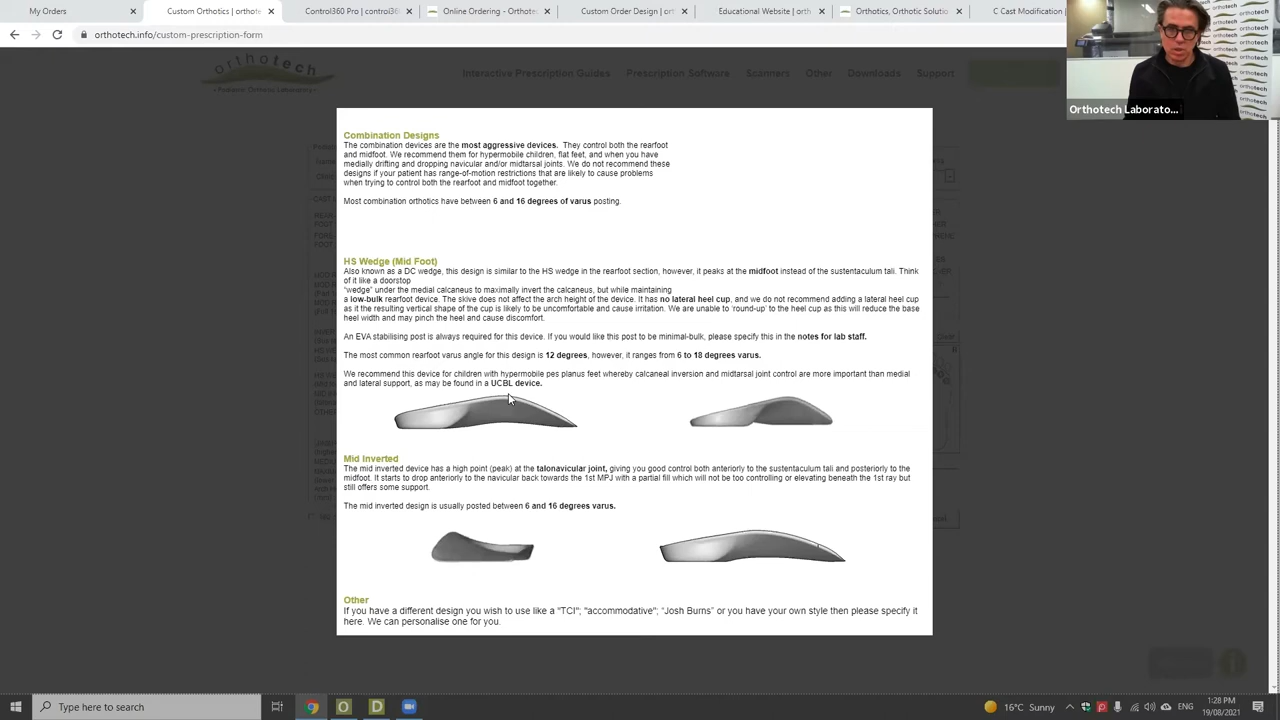 My Orders
Custom orthotics | orthotec
Control360 Pro | control36
Online Ordering - Orthotec
Custom Order Design | orth
Educational Website | ortho
Orthotics, Orthotic Solution
C Cast Modification
orthotech.info/custom-prescription-form
orthotech
Podiatric Orthotic Laboratory
Interactive Prescription Guides
Prescription Software
Scanners
Other
Downloads
Support
Orthotech Laborato...
Combination Designs
The combination devices are the most aggressive devices. They control both the rearfoot
and midfoot. We recommend them for hypermobile children, flat feet, and when you have
medially drifting and dropping navicular and/or midtarsal joints. We do not recommend these
designs if your patient has range-of-motion restrictions that are likely to cause problems
when trying to control both the rearfoot and midfoot together.
Most combination orthotics have between 6 and 16 degrees of varus posting.
HS Wedge (Mid Foot)
Also known as a DC wedge, this design is similar to the HS wedge in the rearfoot section, however, it peaks at the midfoot instead of the sustentaculum tali. Think
of it like a doorstop
“wedge” under the medial calcaneus to maximally invert the calcaneus, but while maintaining
a low-bulk rearfoot device. The skive does not affect the arch height of the device. It has no lateral heel cup, and we do not recommend adding a lateral heel cup
as it the resulting vertical shape of the cup is likely to be uncomfortable and cause irritation. We are unable to 'round-up' to the heel cup as this will reduce the base
heel width and may pinch the heel and cause discomfort.
An EVA stabilising post is always required for this device. If you would like this post to be minimal-bulk, please specify this in the notes for lab staff.
The most common rearfoot varus angle for this design is 12 degrees, however, it ranges from 6 to 18 degrees varus.
We recommend this device for children with hypermobile pes planus feet whereby calcaneal inversion and midtarsal joint control are more important than medial
and lateral support, as may be found in a UCBL device.
Mid Inverted
The mid inverted device has a high point (peak) at the talonavicular joint, giving you good control both anteriorly to the sustentaculum tali and posteriorly to the
midfoot. It starts to drop anteriorly to the navicular back towards the 1st MPJ with a partial fill which will not be too controlling or elevating beneath the 1st ray but
still offers some support.
The mid inverted design is usually posted between 6 and 16 degrees varus.
Other
If you have a different design you wish to use like a "TCI"; "accommodative"; “Josh Burns” or you have your own style then please specify it
here. We can personalise one for you.
Type here to search
16°C Sunny
ENG
1:28 PM
19/08/2021